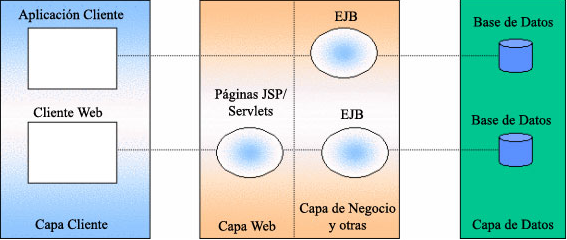 Aplicación Cliente
EJB
Base de Datos
Cliente Web
Páginas JSP/
Servlets
EJB
Base de Datos
Capa Cliente
Capa Web
Capa de Negocio
y otras
Capa de Datos